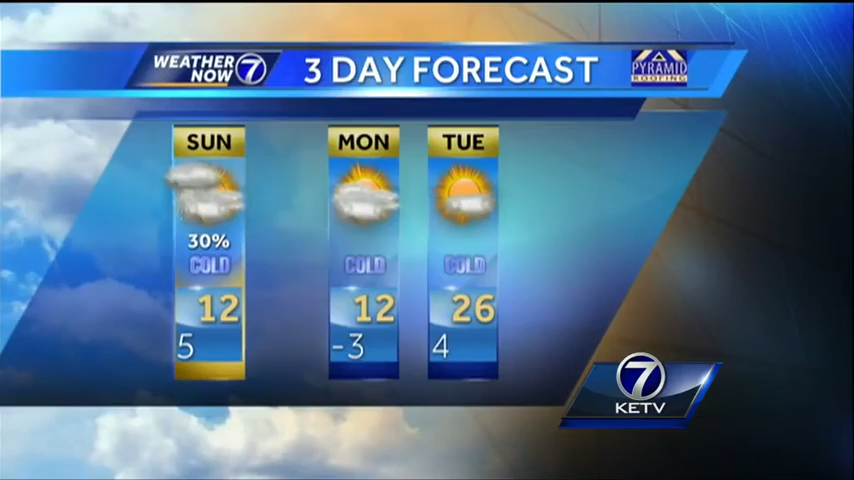 WEATHER NOW 7
3 DAY FORECAST
PYRAMID
ROOFING
SUN
30%
COLD
12
5
MON
COLD
12
-3
TUE
COLD
26
4
7
KETV